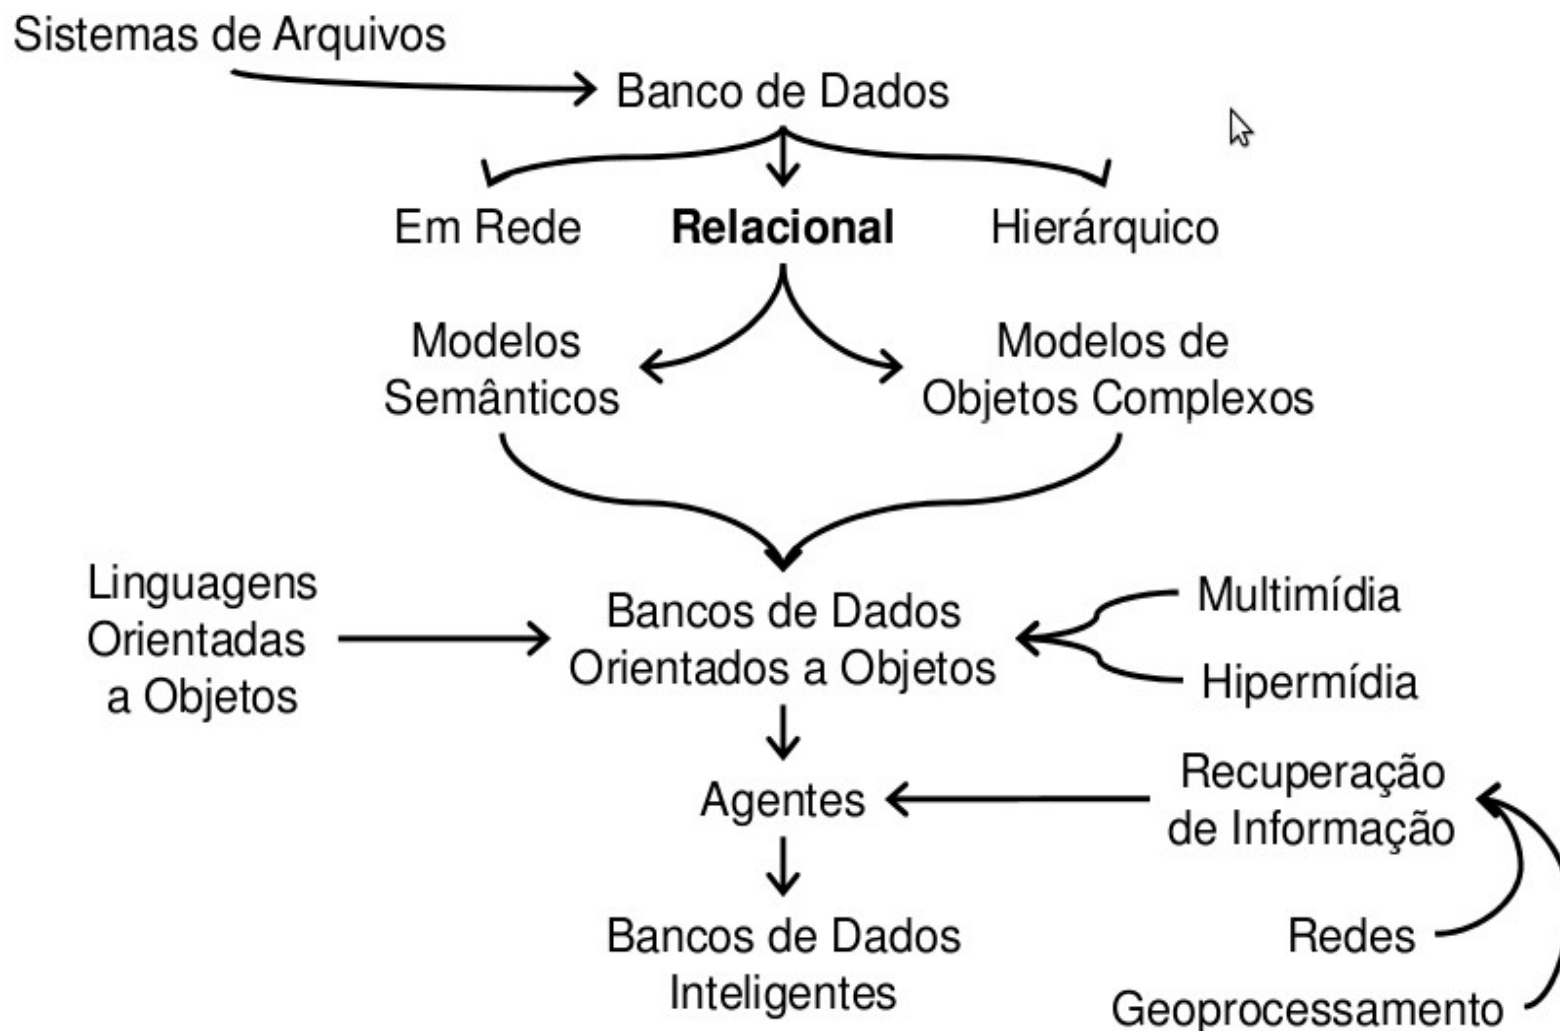 Sistemas de Arquivos
Banco de Dados
Em Rede
Relacional
Hierárquico
Modelos
Semânticos
Modelos de
Objetos Complexos
Linguagens
Orientadas
a Objetos
Bancos de Dados
Orientados a Objetos
Multimídia
Hipermídia
Agentes
Recuperação
de Informação
Bancos de Dados
Inteligentes
Redes
Geoprocessamento